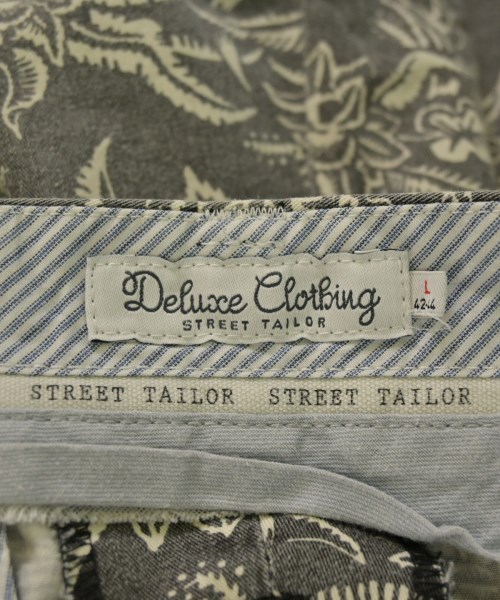 Deluxe Clothing
STREET TAILOR
L
42-44
STREET TAILOR STREET TAILOR